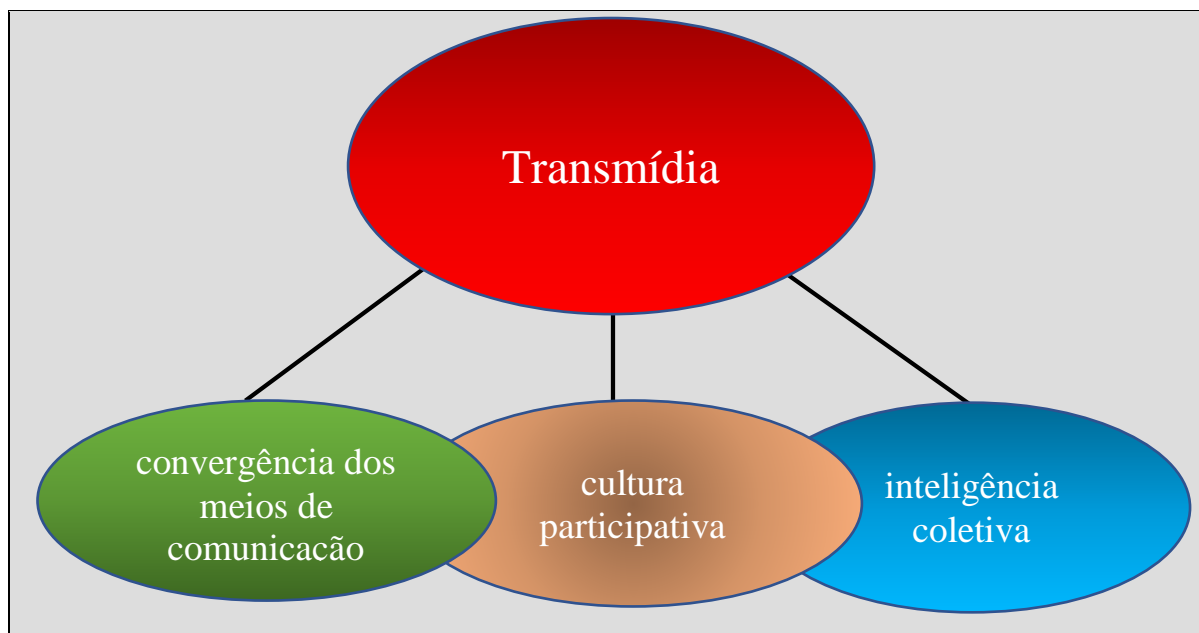 Transmídia
convergência dos
meios de
comunicacão
cultura
participativa
inteligência
coletiva